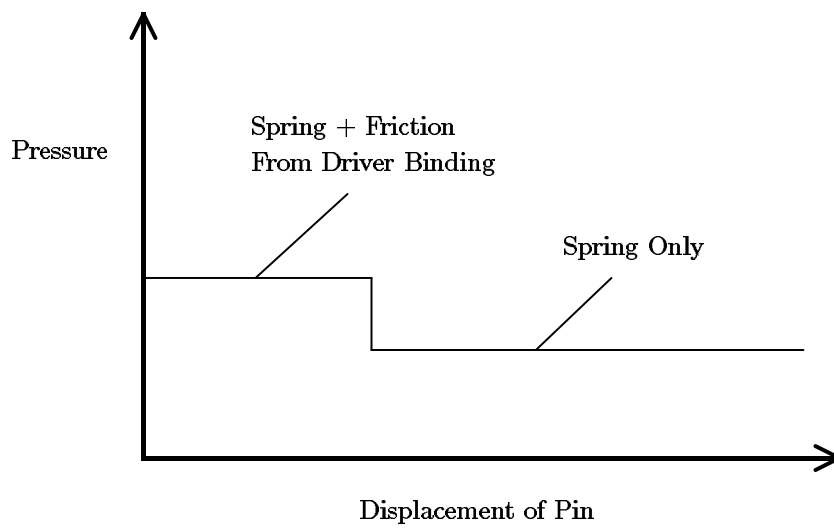 Spring + Friction
From Driver Binding
Pressure
Spring Only
Displacement of Pin